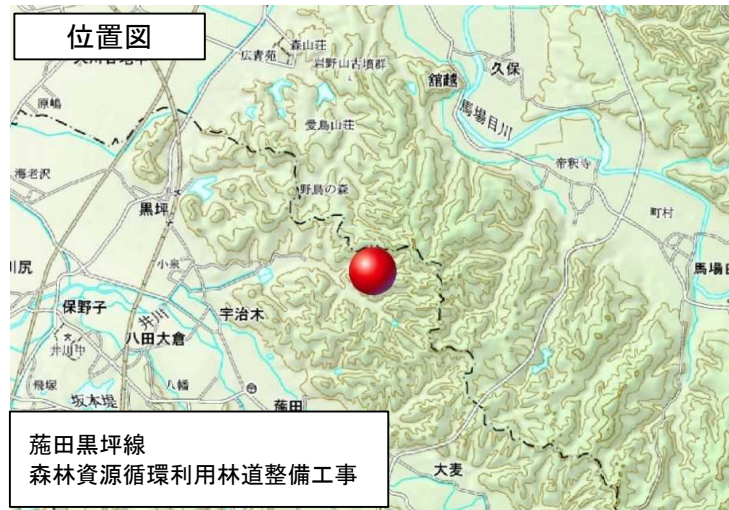 位置図
広青苑
森山荘
岩野山古墳群
舘越
久保
原嶋
愛鳥山荘
馬場目川
海老沢
黒坪
野鳥の森
帝釈寺
町村
小泉
川尻
馬場目
保野子
井川
宇治木
井川中
八田大倉
飛塚
八幡
坂本堤
葹田
大麦
葹田黒坪線
森林資源循環利用林道整備工事